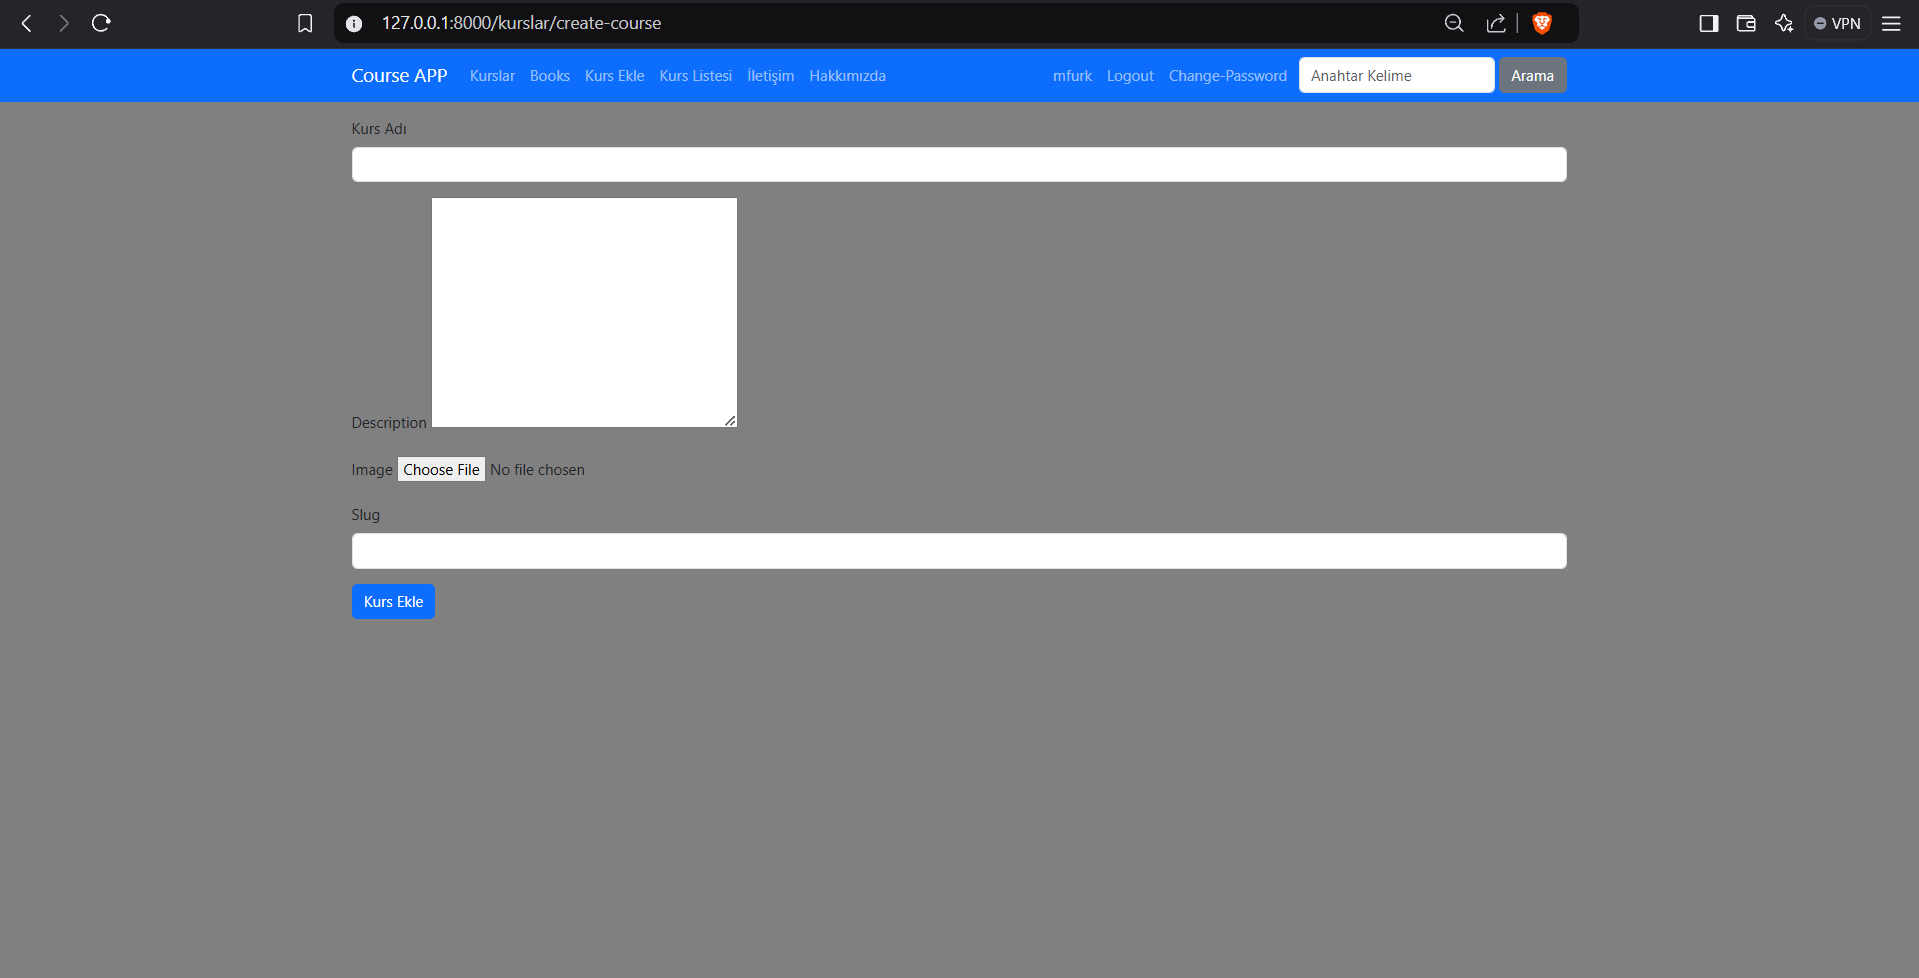 127.0.0.1:8000/kurslar/create-course
VPN
Course APP Kurslar Books Kurs Ekle Kurs Listesi İletişim Hakkımızda mfurk Logout Change-Password Anahtar Kelime Arama
Kurs Adı
Description
Image Choose File No file chosen
Slug
Kurs Ekle